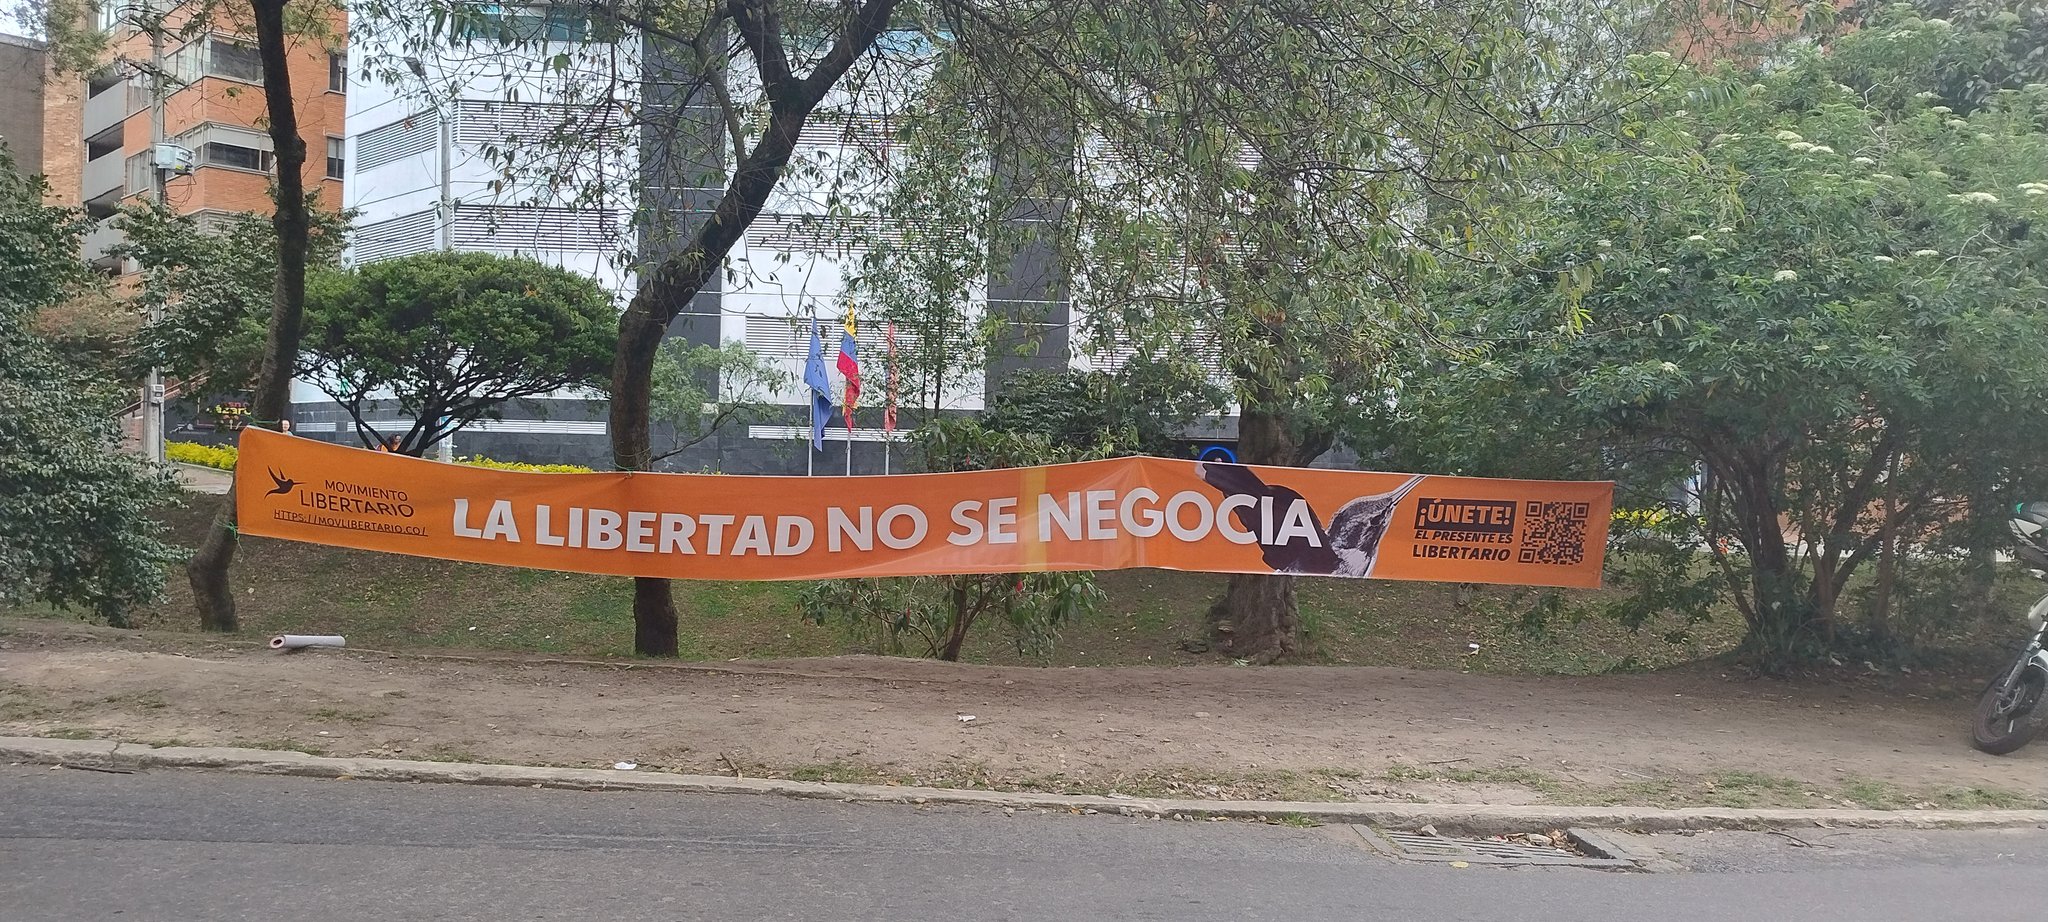 MOVIMIENTO
LIBERTARIO
HTTPS://MOVLIBERTARIO.CO/
LA LIBERTAD NO SE NEGOCIA
¡ÚNETE!
EL PRESENTE ES
LIBERTARIO